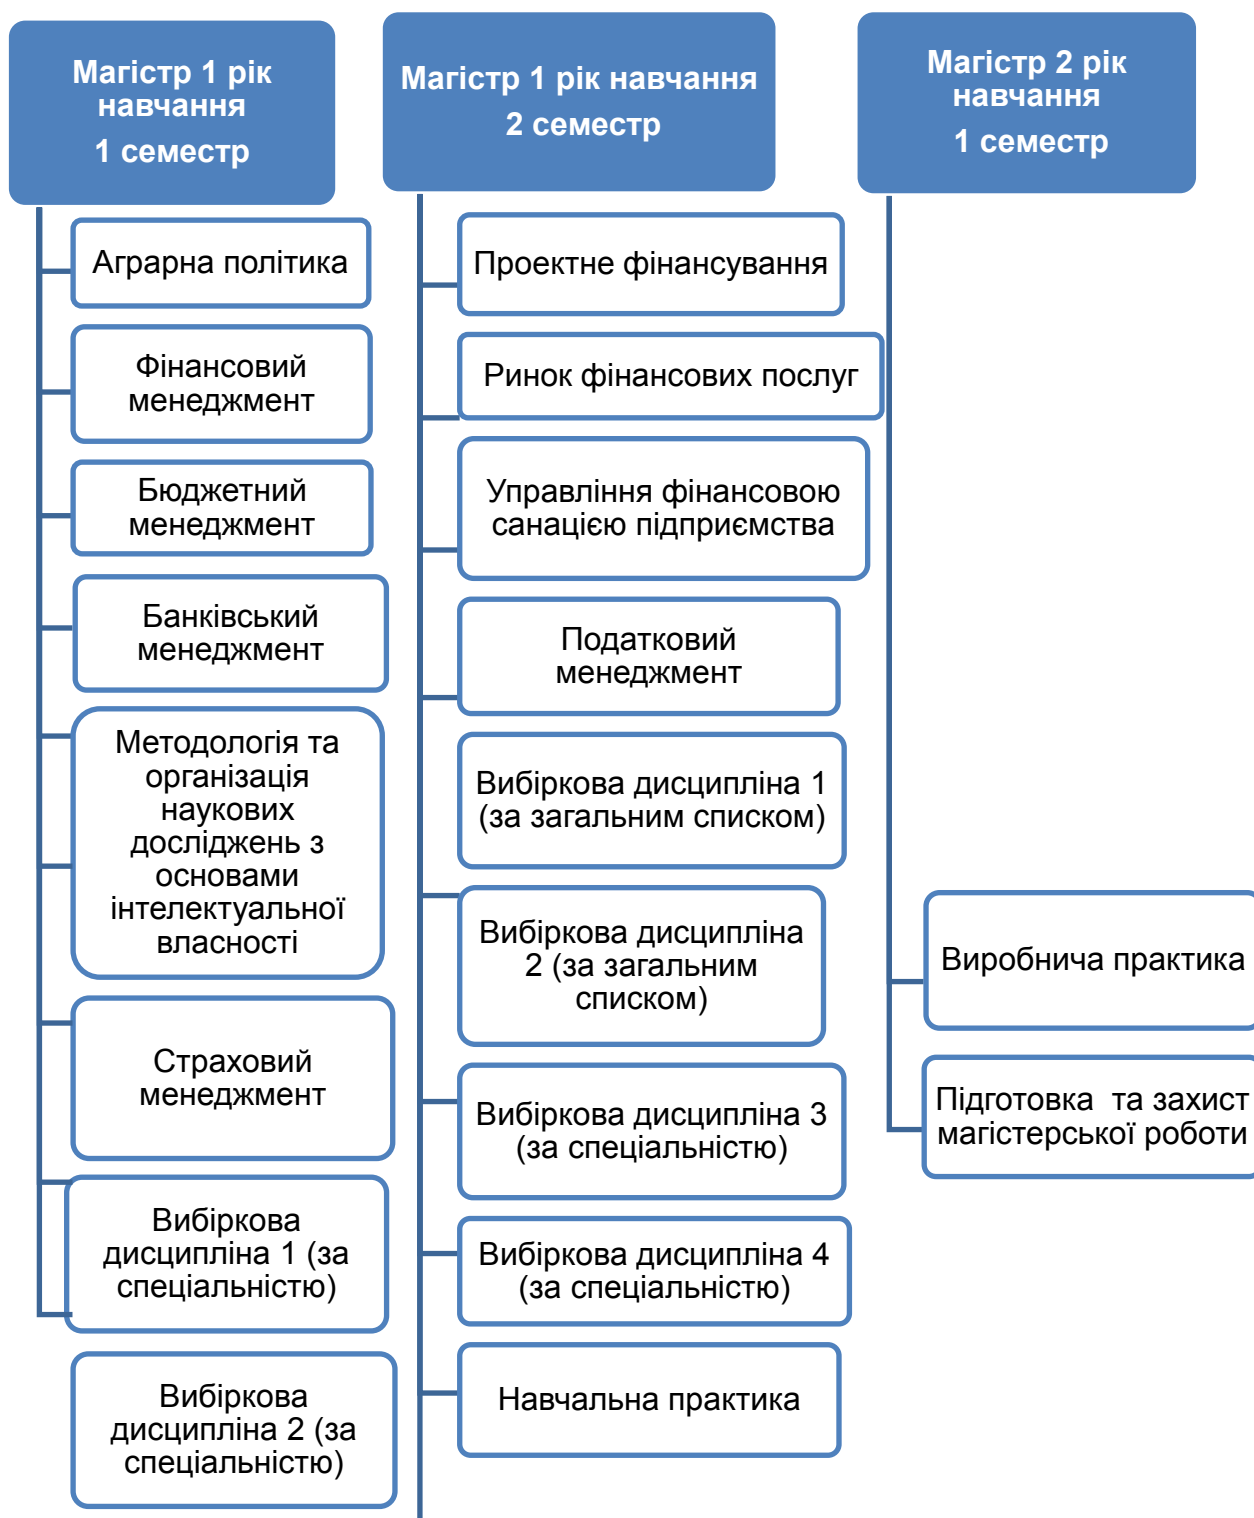 Магістр 1 рік
навчання
1 семестр
Аграрна політика
Фінансовий
менеджмент
Бюджетний
менеджмент
Банківський
менеджмент
Методологія та
організація
наукових
досліджень з
основами
інтелектуальної
власності
Страховий
менеджмент
Вибіркова
дисципліна 1 (за
спеціальністю)
Вибіркова
дисципліна 2 (за
спеціальністю)
Магістр 1 рік навчання
2 семестр
Проектне фінансування
Ринок фінансових послуг
Управління фінансовою
санацією підприємства
Податковий
менеджмент
Вибіркова дисципліна 1
(за загальним списком)
Вибіркова дисципліна
2 (за загальним
списком)
Вибіркова дисципліна 3
(за спеціальністю)
Вибіркова дисципліна 4
(за спеціальністю)
Навчальна практика
Магістр 2 рік
навчання
1 семестр
Виробнича практика
Підготовка та захист
магістерської роботи